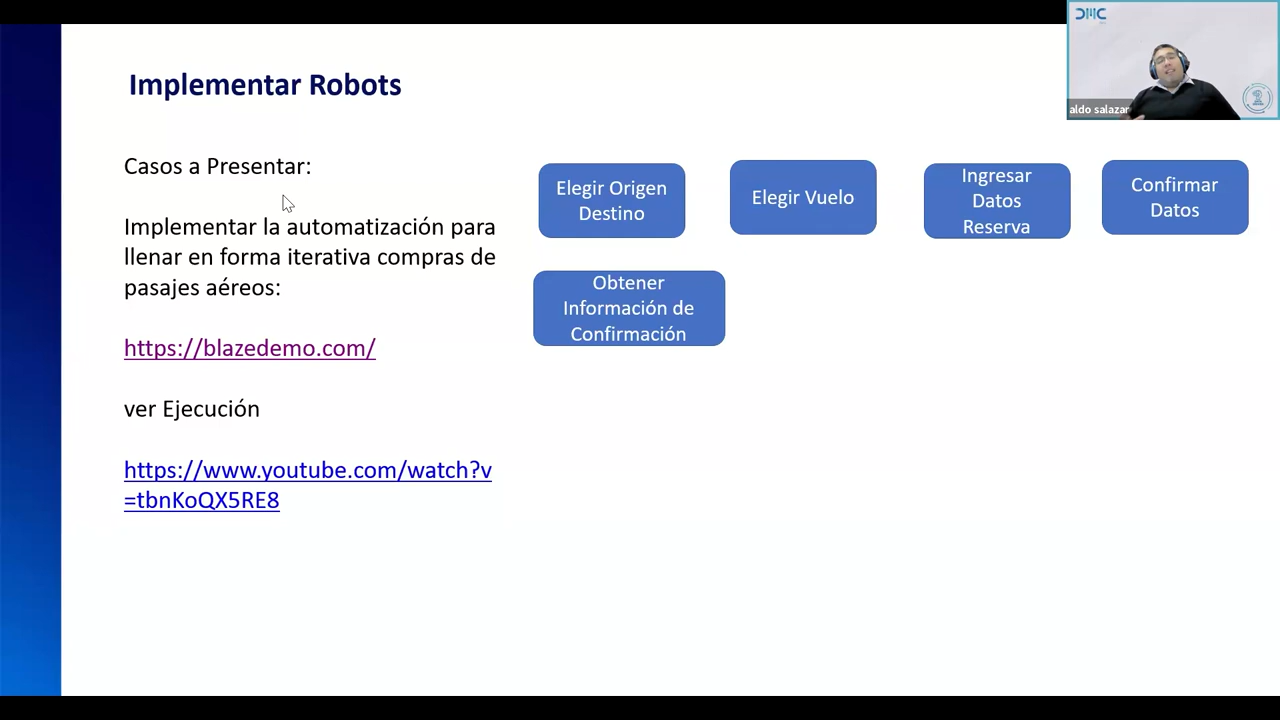 Implementar Robots
Casos a Presentar:
Implementar la automatización para
llenar en forma iterativa compras de
pasajes aéreos:
https://blazedemo.com/
ver Ejecución
https://www.youtube.com/watch?v
=tbnKoQX5RE8
Elegir Origen
Destino
Elegir Vuelo
Ingresar
Datos
Reserva
Confirmar
Datos
Obtener
Información de
Confirmación
DMC
aldo salazar